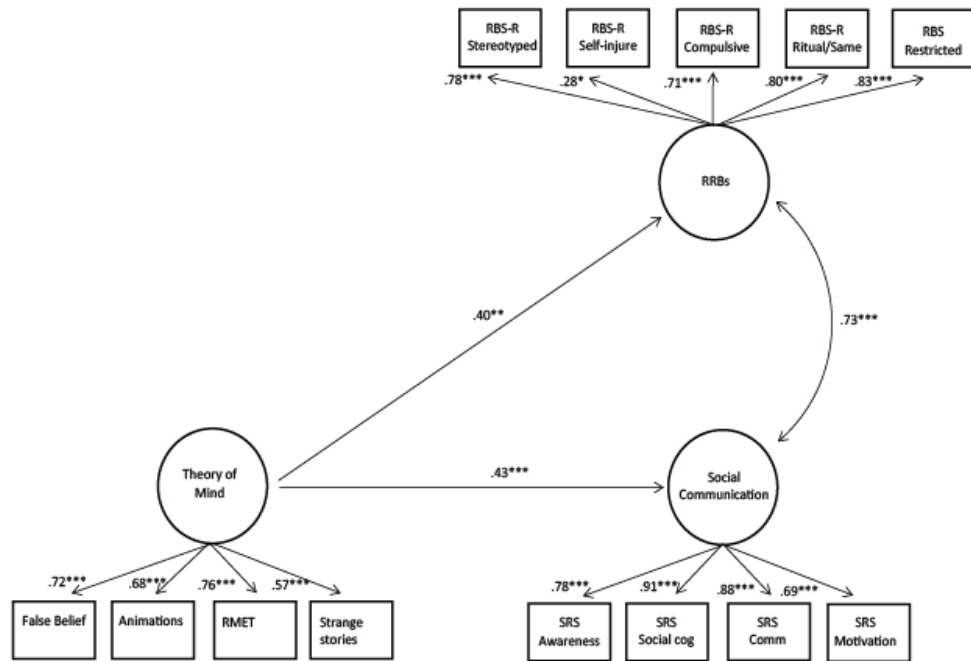 RBS-R
Stereotyped
RBS-R
Self-injure
RBS-R
Compulsive
RBS-R
Ritual/Same
RBS
Restricted
.78***
.28*
.71***
.80***
.83***
RRBs
.40**
.73***
Theory of
Mind
.43***
Social
Communication
.72***
.68***
.76***
.57***
.78***
.91***
.88***
.69***
False Belief
Animations
RMET
Strange
stories
SRS
Awareness
SRS
Social cog
SRS
Comm
SRS
Motivation